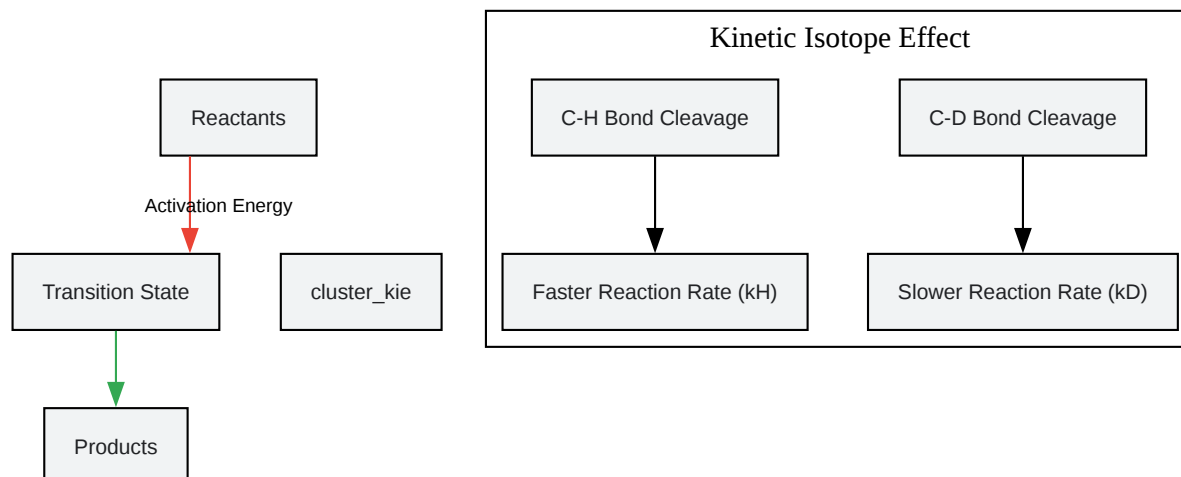 Kinetic Isotope Effect
Reactants
C-H Bond Cleavage
C-D Bond Cleavage
Activation Energy
Transition State
cluster_kie
Faster Reaction Rate (kH)
Slower Reaction Rate (kD)
Products